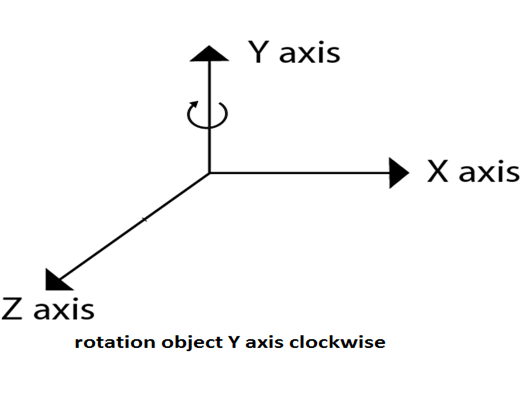 Y axis
X axis
Z axis
rotation object Y axis clockwise